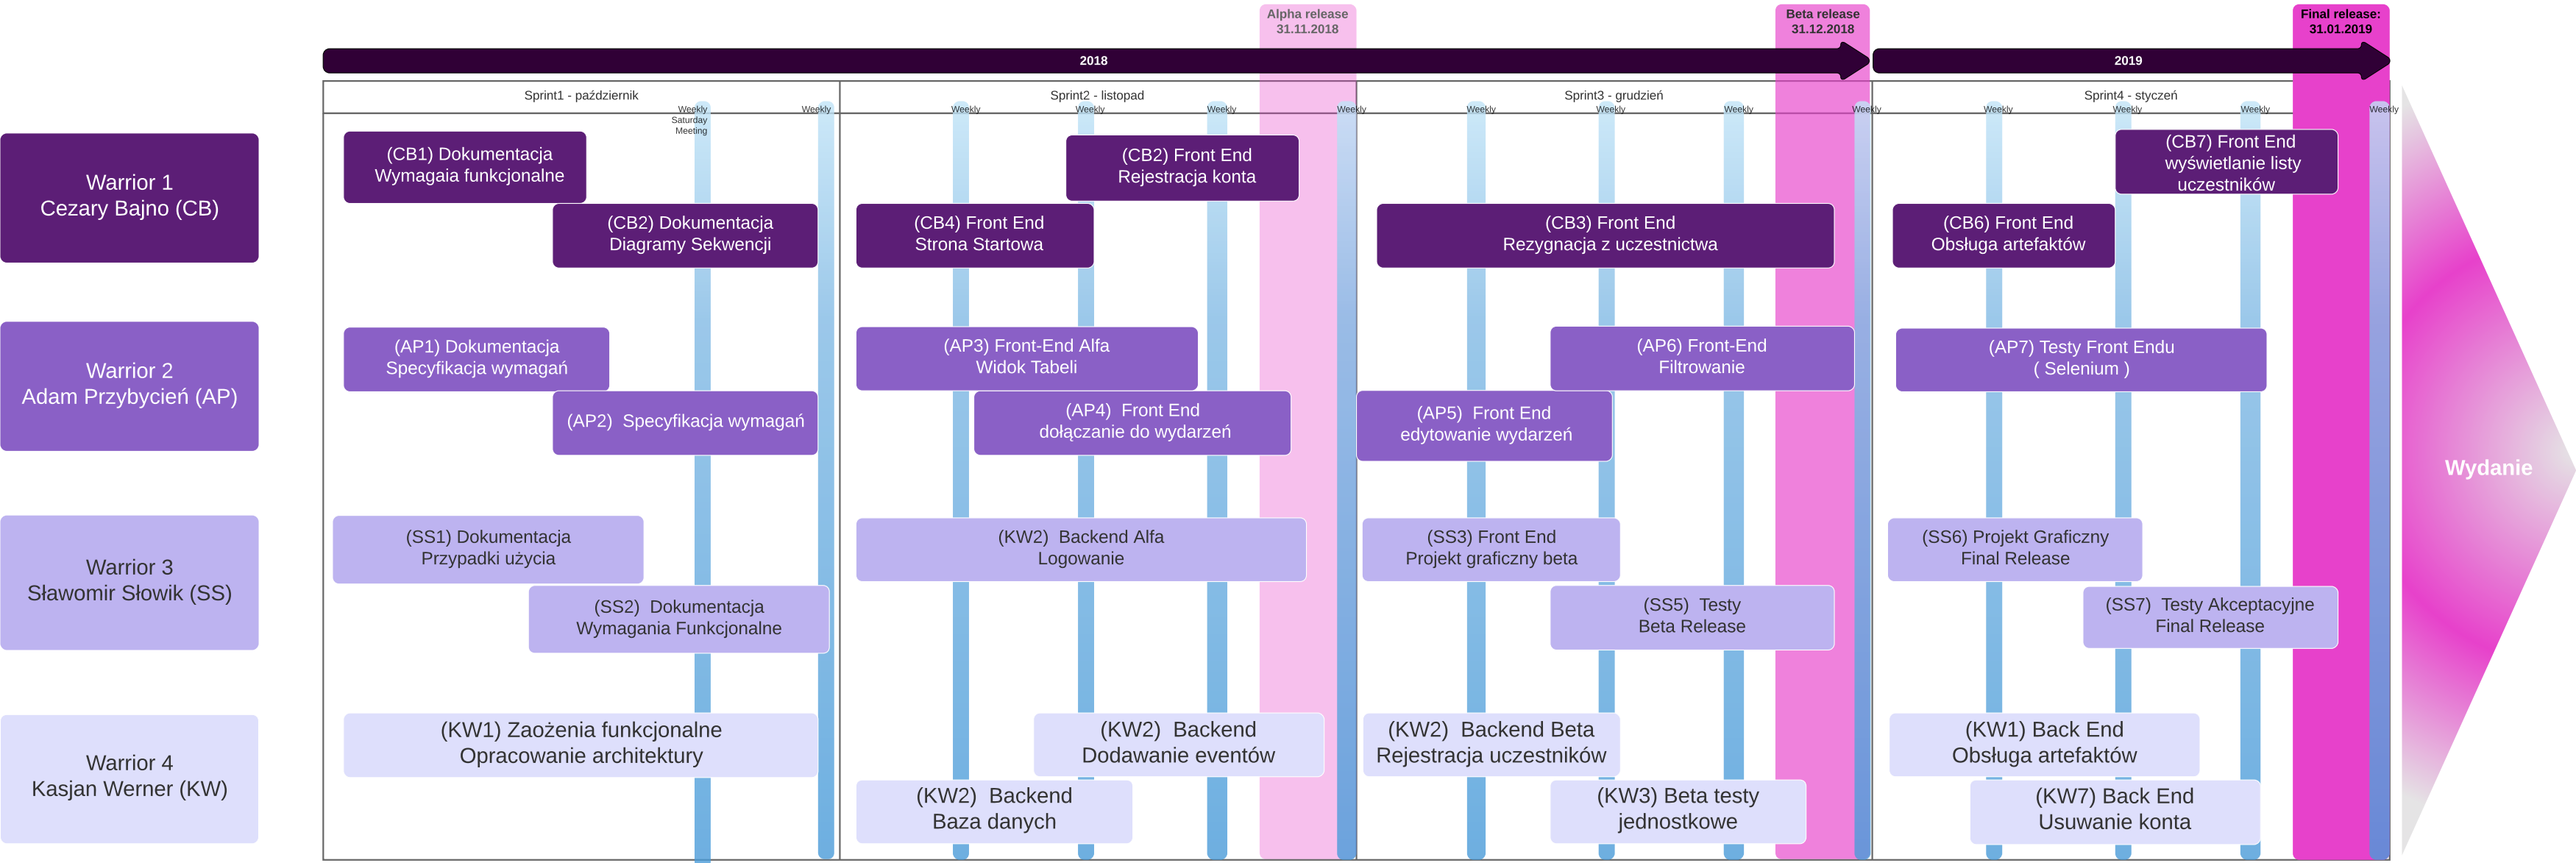 Alpha release
31.11.2018
Beta release
31.12.2018
Final release:
31.01.2019
2018
2019
Sprint1 - październik
Sprint2 - listopad
Sprint3 - grudzień
Sprint4 - styczeń
Weekly
Saturday
Meeting
Weekly
Weekly
Weekly
Weekly
Weekly
Weekly
Weekly
Weekly
Weekly
Weekly
Weekly
Weekly
Weekly
Warrior 1
Cezary Bajno (CB)
(CB1) Dokumentacja
Wymagaia funkcjonalne
(CB2) Dokumentacja
Diagramy Sekwencji
(CB2) Front End
Rejestracja konta
(CB4) Front End
Strona Startowa
(CB3) Front End
Rezygnacja z uczestnictwa
(CB7) Front End
wyświetlanie listy
uczestników
(CB6) Front End
Obsługa artefaktów
Warrior 2
Adam Przybycień (AP)
(AP1) Dokumentacja
Specyfikacja wymagań
(AP2)  Specyfikacja wymagań
(AP3) Front-End Alfa
Widok Tabeli
(AP4)  Front End
dołączanie do wydarzeń
(AP6) Front-End
Filtrowanie
(AP5)  Front End
edytowanie wydarzeń
(AP7) Testy Front Endu
( Selenium )
Wydanie
Warrior 3
Sławomir Słowik (SS)
(SS1) Dokumentacja
Przypadki użycia
(SS2)  Dokumentacja
Wymagania Funkcjonalne
(KW2)  Backend Alfa
Logowanie
(SS3) Front End
Projekt graficzny beta
(SS5)  Testy
Beta Release
(SS6) Projekt Graficzny
Final Release
(SS7)  Testy Akceptacyjne
Final Release
Warrior 4
Kasjan Werner (KW)
(KW1) Zaożenia funkcjonalne
Opracowanie architektury
(KW2)  Backend
Dodawanie eventów
(KW2)  Backend
Baza danych
(KW2)  Backend Beta
Rejestracja uczestników
(KW3) Beta testy
jednostkowe
(KW1) Back End
Obsługa artefaktów
(KW7) Back End
Usuwanie konta